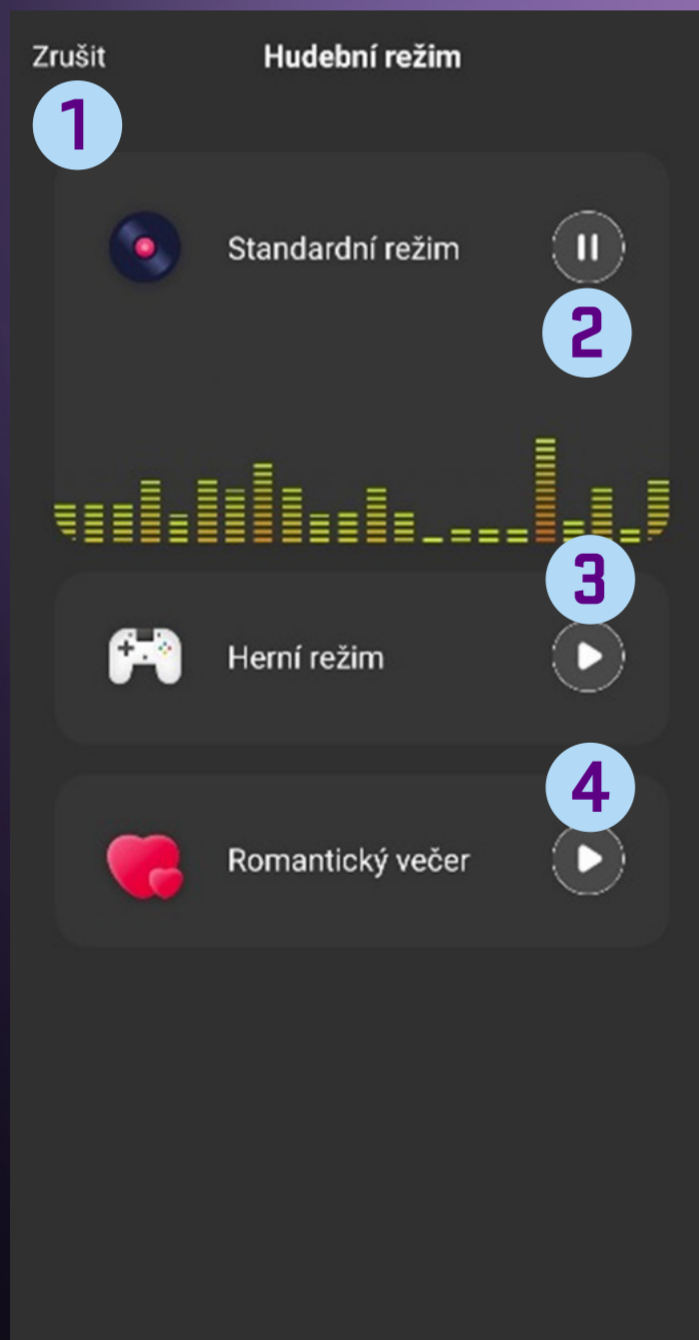 Zrušit
Hudební režim
1
Standardní režim
2
3
Herní režim
4
Romantický večer